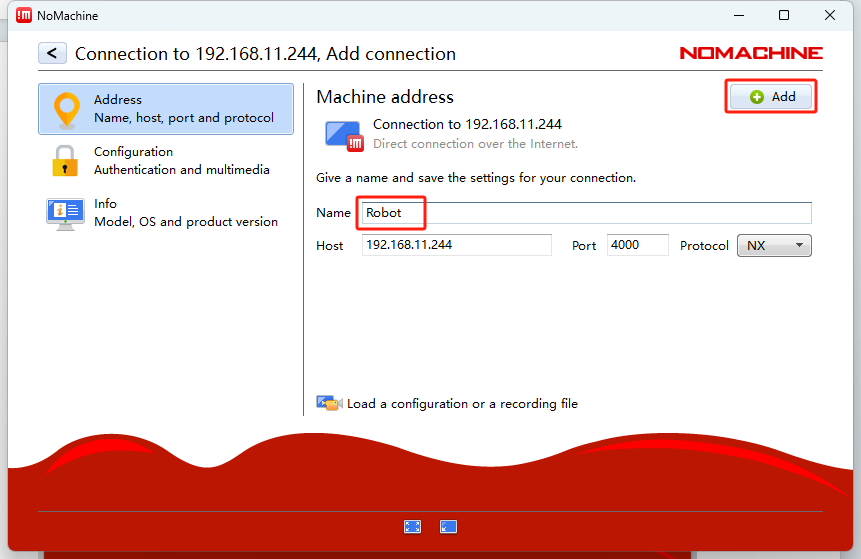 !M NoMachine
< Connection to 192.168.11.244, Add connection
NOMACHINE
Address
Name, host, port and protocol
Configuration
Authentication and multimedia
Info
Model, OS and product version
Machine address
Add
!M
Connection to 192.168.11.244
Direct connection over the Internet.
Give a name and save the settings for your connection.
Name Robot
Host 192.168.11.244 Port 4000 Protocol NX
Load a configuration or a recording file